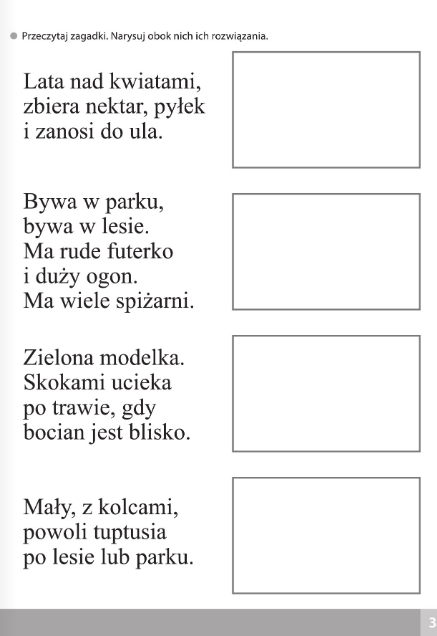 Przeczytaj zagadki. Narysuj obok nich ich rozwiązania.
Lata nad kwiatami,
zbiera nektar, pyłek
i zanosi do ula.
Bywa w parku,
bywa w lesie.
Ma rude futerko
i duży ogon.
Ma wiele spiżarni.
Zielona modelka.
Skokami ucieka
po trawie, gdy
bocian jest blisko.
Mały, z kolcami,
powoli tuptusia
po lesie lub parku.
3